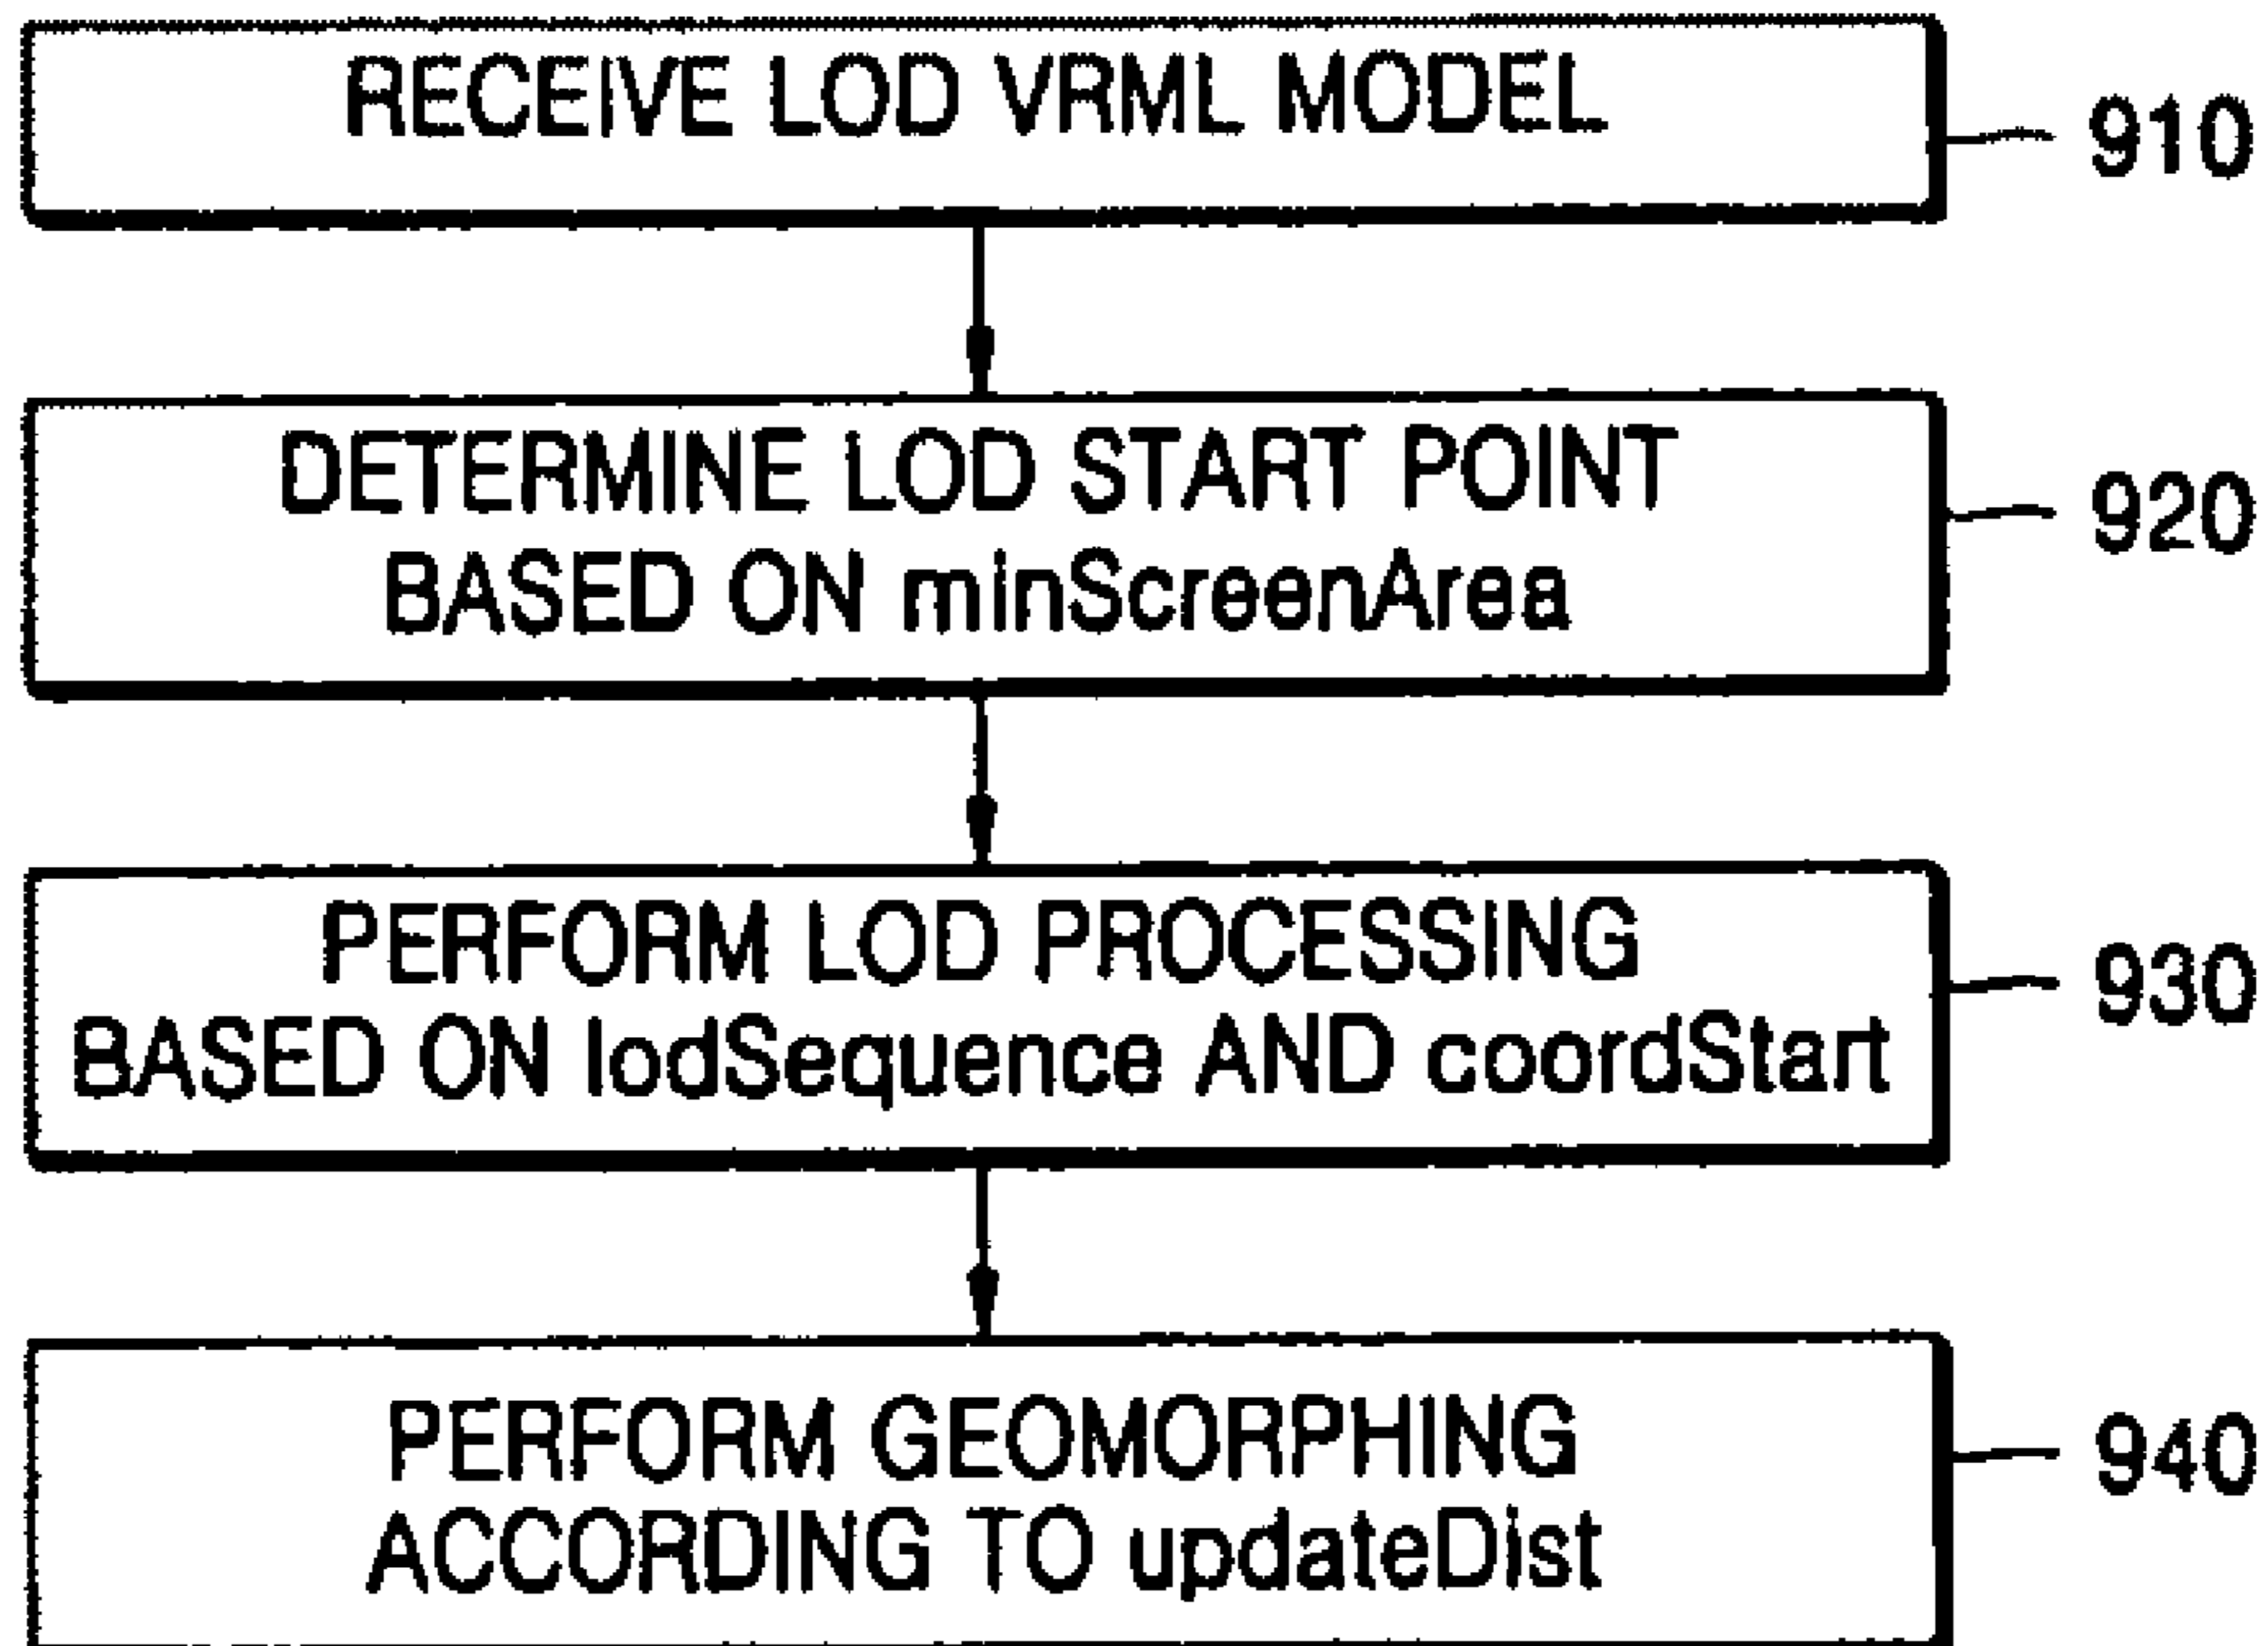 RECEIVE LOD VRML MODEL
910
DETERMINE LOD START POINT
BASED ON minScreenArea
920
PERFORM LOD PROCESSING
BASED ON lodSequence AND coordStart
930
PERFORM GEOMORPHING
ACCORDING TO updateDist
940